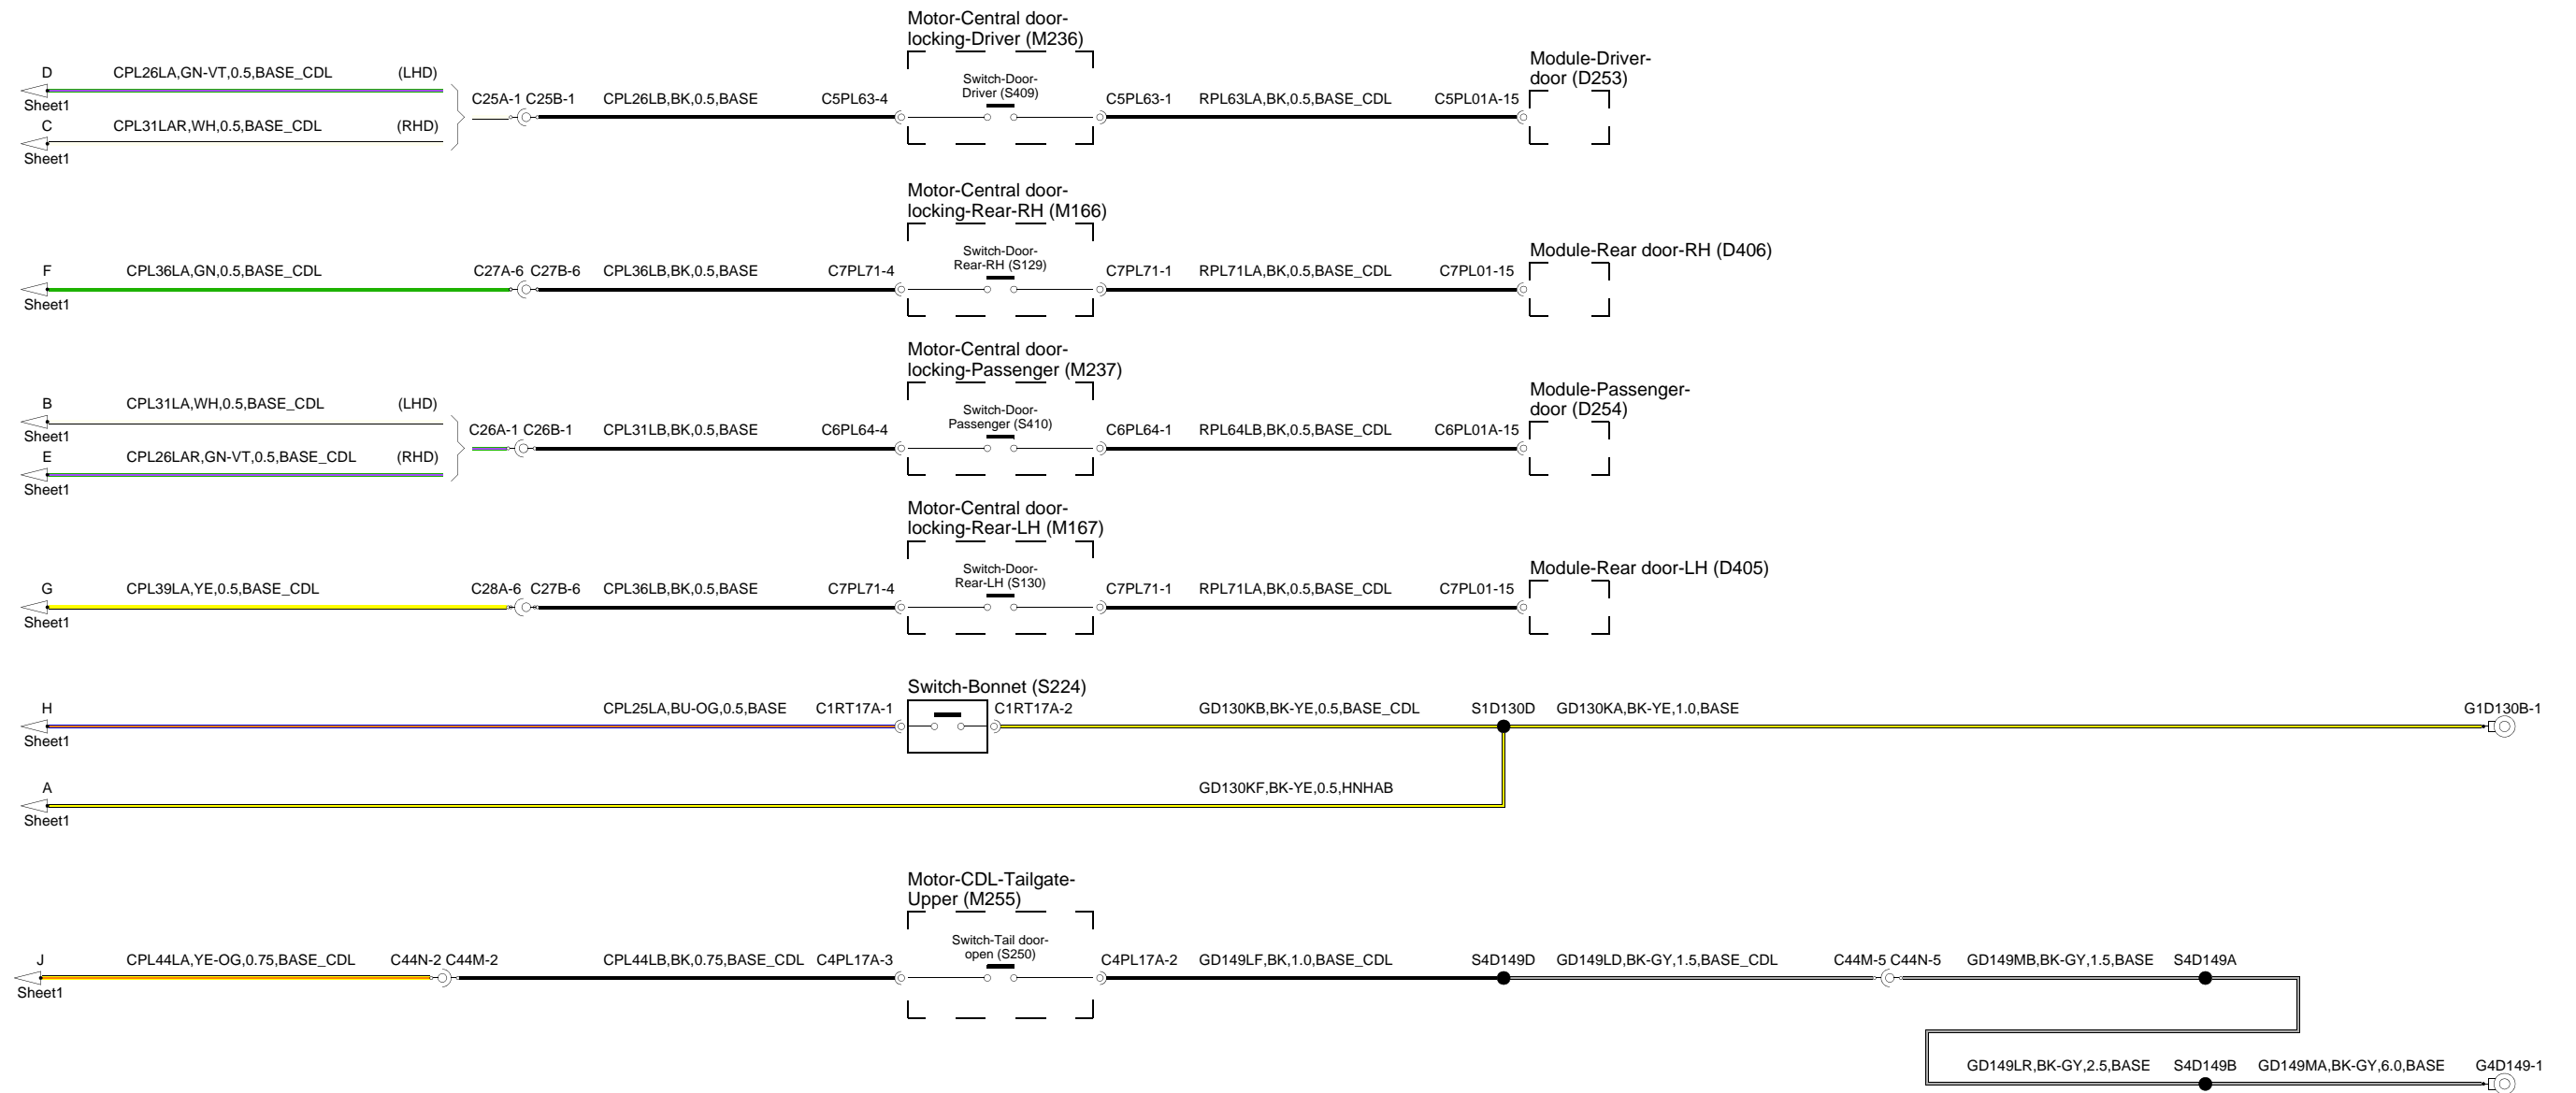 Motor-Central door-
locking-Driver (M236)
Module-Driver-
door (D253)
D CPL26LA,GN-VT,0.5,BASE_CDL (LHD)
Switch-Door-
Driver (S409)
Sheet1
C25A-1 C25B-1 CPL26LB,BK,0.5,BASE C5PL63-4 C5PL63-1 RPL63LA,BK,0.5,BASE_CDL C5PL01A-15
C CPL31LAR,WH,0.5,BASE_CDL (RHD)
Sheet1
Motor-Central door-
locking-Rear-RH (M166)
Switch-Door-
Rear-RH (S129)
Module-Rear door-RH (D406)
F CPL36LA,GN,0.5,BASE_CDL C27A-6 C27B-6 CPL36LB,BK,0.5,BASE C7PL71-4 C7PL71-1 RPL71LA,BK,0.5,BASE_CDL C7PL01-15
Sheet1
Motor-Central door-
locking-Passenger (M237)
Module-Passenger-
door (D254)
B CPL31LA,WH,0.5,BASE_CDL (LHD)
Switch-Door-
Passenger (S410)
Sheet1
C26A-1 C26B-1 CPL31LB,BK,0.5,BASE C6PL64-4 C6PL64-1 RPL64LB,BK,0.5,BASE_CDL C6PL01A-15
E CPL26LAR,GN-VT,0.5,BASE_CDL (RHD)
Sheet1
Motor-Central door-
locking-Rear-LH (M167)
Switch-Door-
Rear-LH (S130)
Module-Rear door-LH (D405)
G CPL39LA,YE,0.5,BASE_CDL C28A-6 C27B-6 CPL36LB,BK,0.5,BASE C7PL71-4 C7PL71-1 RPL71LA,BK,0.5,BASE_CDL C7PL01-15
Sheet1
Switch-Bonnet (S224)
H CPL25LA,BU-OG,0.5,BASE C1RT17A-1 C1RT17A-2 GD130KB,BK-YE,0.5,BASE_CDL S1D130D GD130KA,BK-YE,1.0,BASE G1D130B-1
Sheet1
A GD130KF,BK-YE,0.5,HNHAB
Sheet1
Motor-CDL-Tailgate-
Upper (M255)
Switch-Tail door-
open (S250)
J CPL44LA,YE-OG,0.75,BASE_CDL C44N-2 C44M-2 CPL44LB,BK,0.75,BASE_CDL C4PL17A-3 C4PL17A-2 GD149LF,BK,1.0,BASE_CDL S4D149D GD149LD,BK-GY,1.5,BASE_CDL C44M-5 C44N-5 GD149MB,BK-GY,1.5,BASE S4D149A
Sheet1
GD149LR,BK-GY,2.5,BASE S4D149B GD149MA,BK-GY,6.0,BASE G4D149-1